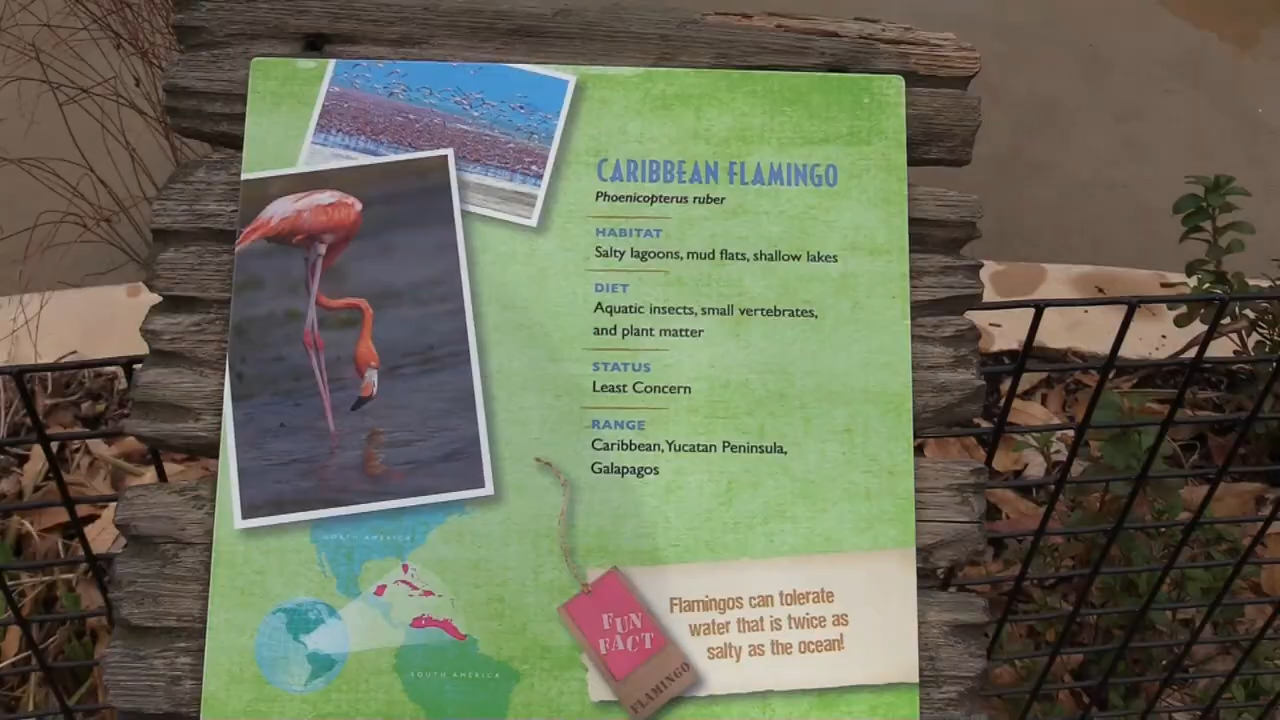 CARIBBEAN FLAMINGO
Phoenicopterus ruber
HABITAT
Salty lagoons, mud flats, shallow lakes
DIET
Aquatic insects, small vertebrates,
and plant matter
STATUS
Least Concern
RANGE
Caribbean, Yucatan Peninsula,
Galapagos
NORTH AMERICA
SOUTH AMERICA
FUN
FACT
FLAMINGO
Flamingos can tolerate
water that is twice as
salty as the ocean!